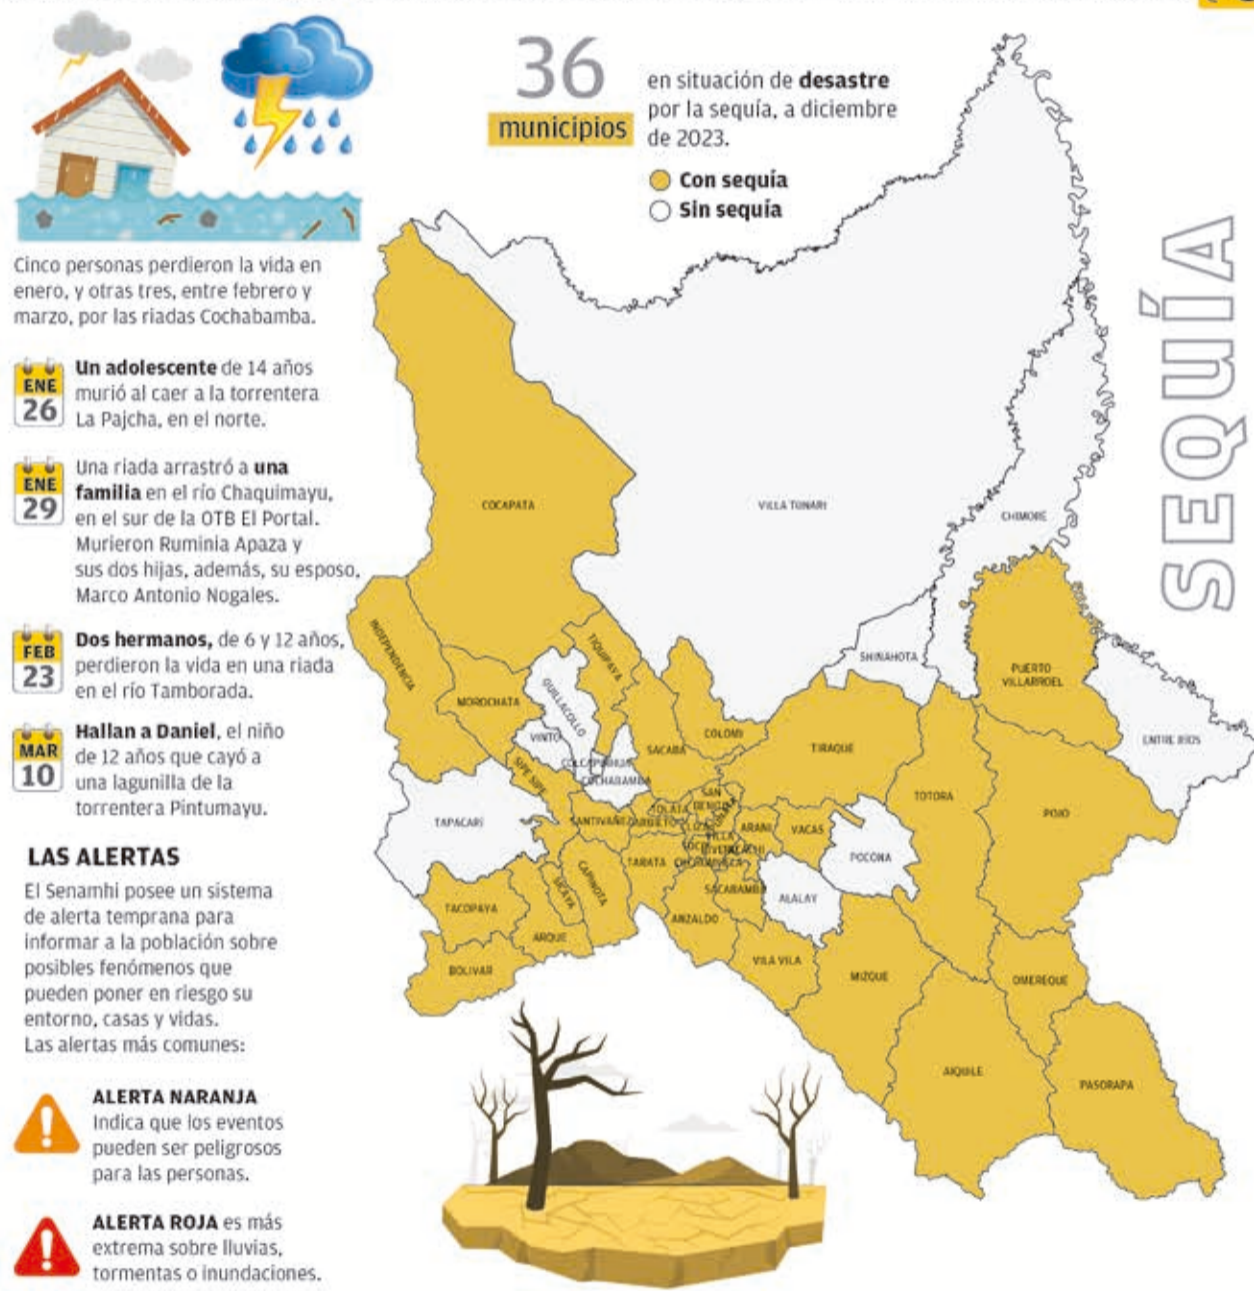 Cinco personas perdieron la vida en
enero, y otras tres, entre febrero y
marzo, por las riadas Cochabamba.
ENE
26
Un adolescente de 14 años
murió al caer a la torrentera
La Pajcha, en el norte.
ENE
29
Una riada arrastró a una
familia en el río Chaquimayu,
en el sur de la OTB El Portal.
Murieron Ruminia Apaza y
sus dos hijas, además, su esposo,
Marco Antonio Nogales.
FEB
23
Dos hermanos, de 6 y 12 años,
perdieron la vida en una riada
en el río Tamborada.
MAR
10
Hallan a Daniel, el niño
de 12 años que cayó a
una lagunilla de la
torrentera Pintumayu.
LAS ALERTAS
El Senamhi posee un sistema
de alerta temprana para
informar a la población sobre
posibles fenómenos que
pueden poner en riesgo su
entorno, casas y vidas.
Las alertas más comunes:
ALERTA NARANJA
Indica que los eventos
pueden ser peligrosos
para las personas.
ALERTA ROJA es más
extrema sobre lluvias,
tormentas o inundaciones.
36
municipios
en situación de desastre
por la sequía, a diciembre
de 2023.
Con sequía
Sin sequía
SEQUÍA
COCAPATA
VILLA TUNARI
CHIMORÉ
SHINAHOTA
INDEPENDENCIA
TIQUIPAYA
MOROCHATA
QUILLACOLLO
VINTO
SIPE SIPE
COCHABAMBA
SACABA
COLOMI
TIRAQUE
TOTORA
PUERTO
VILLARROEL
ENTRE RÍOS
POJO
TAPACARÍ
SANTIVAÑEZ
TOLATA
SAN
BENITO
ARANI
VACAS
POCONA
TARATA
CAPINOTA
SICAYA
TACOPAYA
ARQUE
BOLIVAR
SACABAMBA
ANZALDO
ALALAY
VILA VILA
MIZQUE
OMEREQUE
AIQUILE
PASORAPA